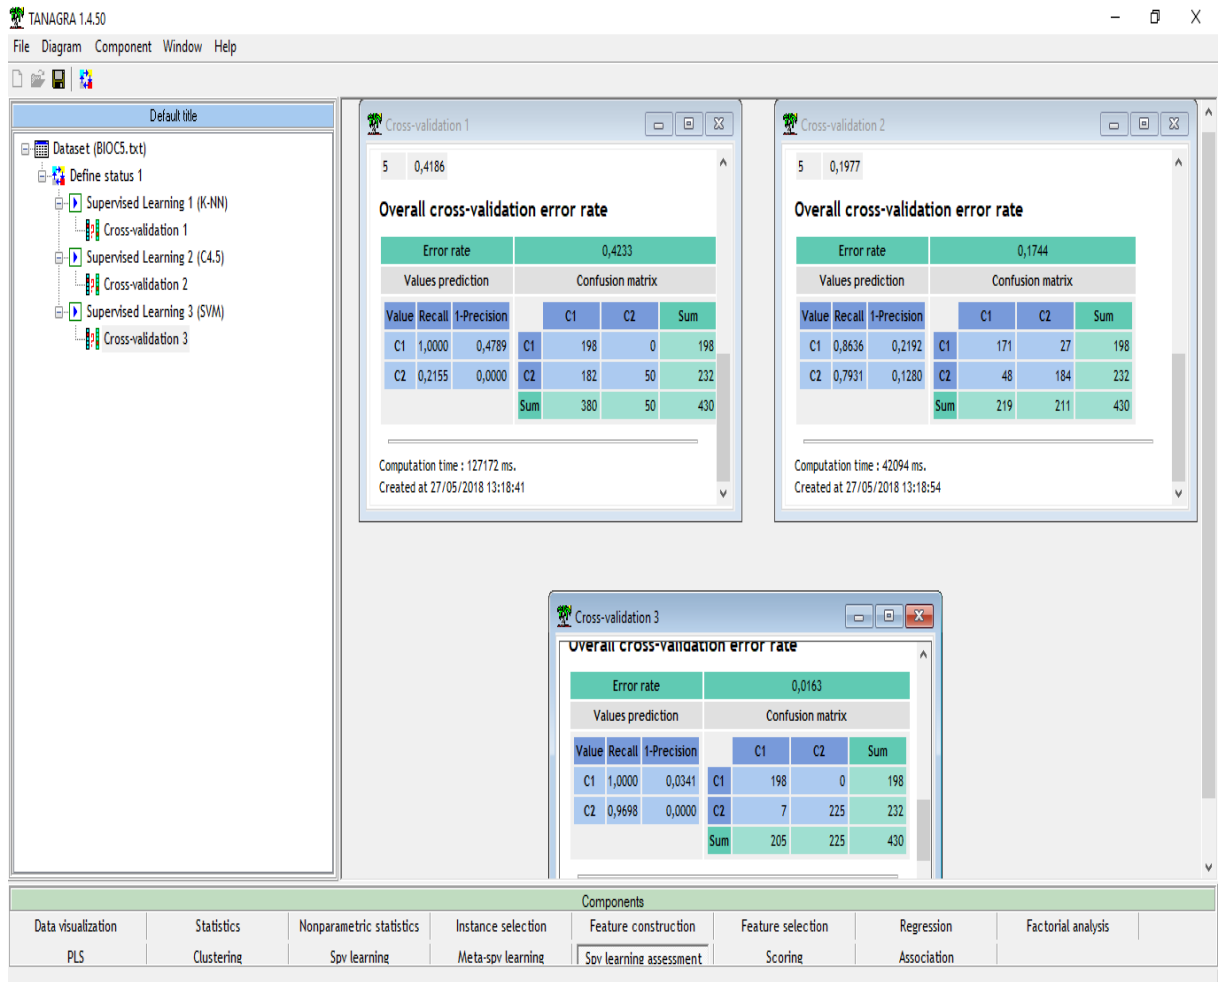 TANAGRA 1.4.50
File Diagram Component Window Help
Default title
Dataset (BIOC5.txt)
Define status 1
Supervised Learning 1 (K-NN)
Cross-validation 1
Supervised Learning 2 (C4.5)
Cross-validation 2
Supervised Learning 3 (SVM)
Cross-validation 3
Cross-validation 1
5 0,4186
Overall cross-validation error rate
Error rate 0,4233
Values prediction Confusion matrix
Value Recall 1-Precision C1 C2 Sum
C1 1,0000 0,4789 C1 198 0 198
C2 0,2155 0,0000 C2 182 50 232
Sum 380 50 430
Computation time : 127172 ms.
Created at 27/05/2018 13:18:41
Cross-validation 2
5 0,1977
Overall cross-validation error rate
Error rate 0,1744
Values prediction Confusion matrix
Value Recall 1-Precision C1 C2 Sum
C1 0,8636 0,2192 C1 171 27 198
C2 0,7931 0,1280 C2 48 184 232
Sum 219 211 430
Computation time : 42094 ms.
Created at 27/05/2018 13:18:54
Cross-validation 3
Overall cross-validation error rate
Error rate 0,0163
Values prediction Confusion matrix
Value Recall 1-Precision C1 C2 Sum
C1 1,0000 0,0341 C1 198 0 198
C2 0,9698 0,0000 C2 7 225 232
Sum 205 225 430
Components
Data visualization Statistics Nonparametric statistics Instance selection Feature construction Feature selection Regression Factorial analysis
PLS Clustering Spv learning Meta-spv learning Spv learning assessment Scoring Association